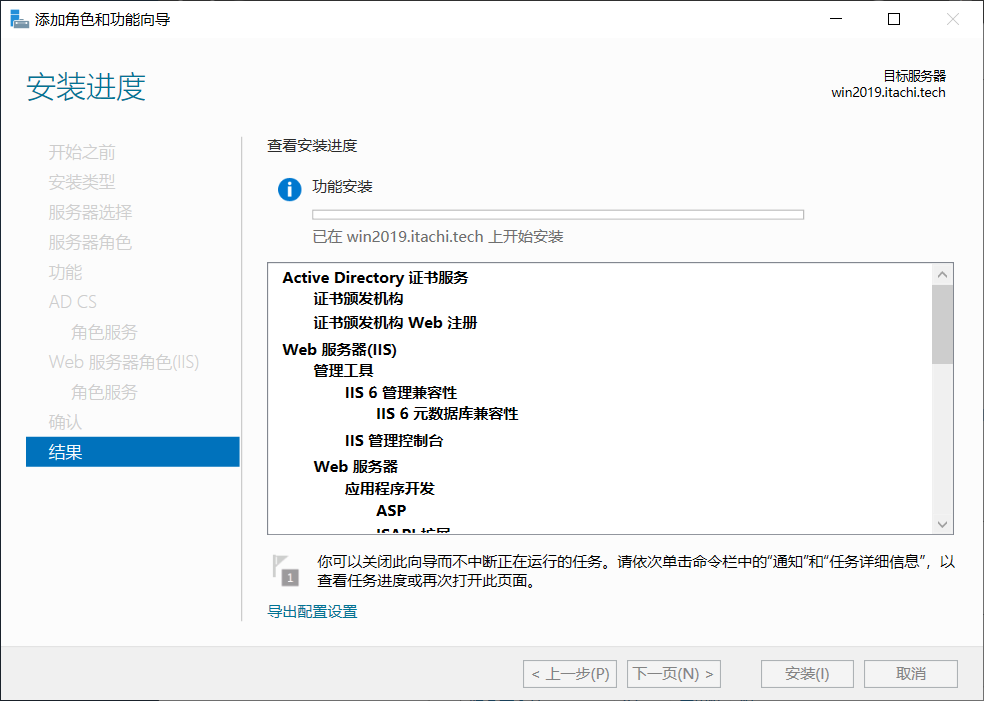 添加角色和功能向导
安装进度
目标服务器
win2019.itachi.tech
开始之前
安装类型
服务器选择
服务器角色
功能
AD CS
角色服务
Web 服务器角色(IIS)
角色服务
确认
结果
查看安装进度
功能安装
已在 win2019.itachi.tech 上开始安装
Active Directory 证书服务
证书颁发机构
证书颁发机构 Web 注册
Web 服务器(IIS)
管理工具
IIS 6 管理兼容性
IIS 6 元数据库兼容性
IIS 管理控制台
Web 服务器
应用程序开发
ASP
ISAPI 扩展
1
你可以关闭此向导而不中断正在运行的任务。请依次单击命令栏中的“通知”和“任务详细信息”，以
查看任务进度或再次打开此页面。
导出配置设置
< 上一步(P)
下一页(N) >
安装(I)
取消